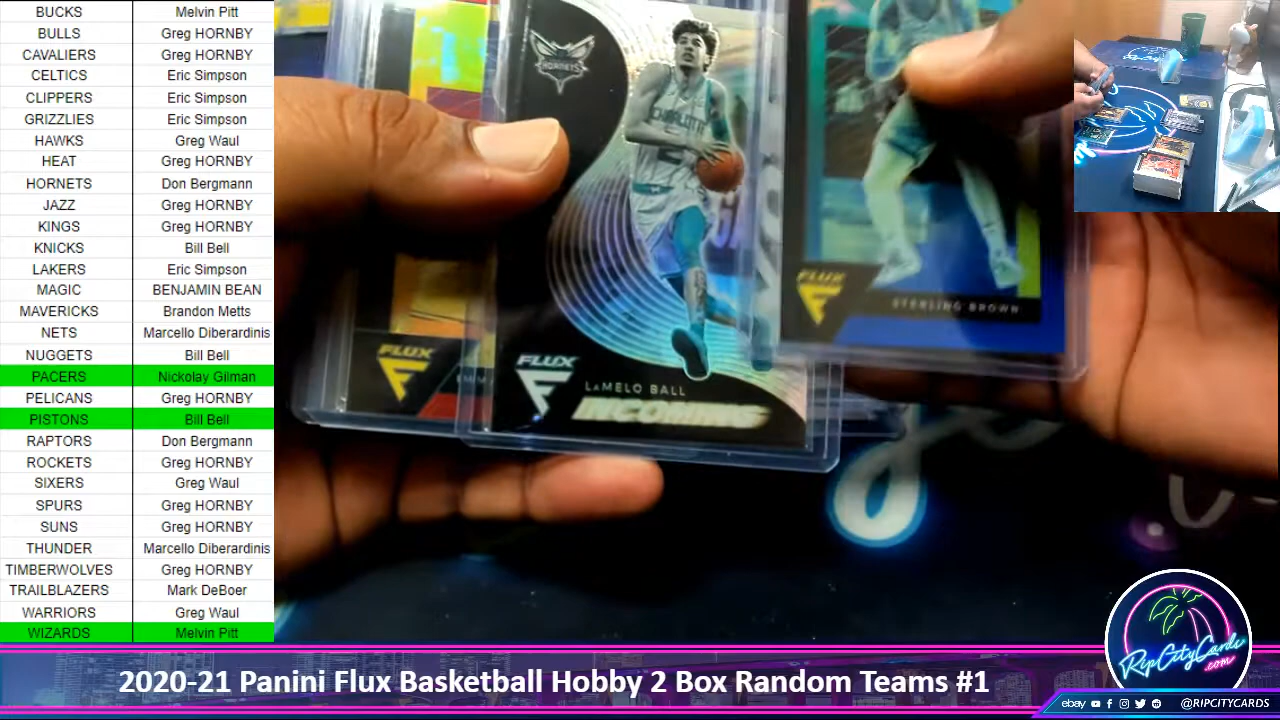 BUCKS Melvin Pitt
BULLS Greg HORNBY
CAVALIERS Greg HORNBY
CELTICS Eric Simpson
CLIPPERS Eric Simpson
GRIZZLIES Eric Simpson
HAWKS Greg Waul
HEAT Greg HORNBY
HORNETS Don Bergmann
JAZZ Greg HORNBY
KINGS Greg HORNBY
KNICKS Bill Bell
LAKERS Eric Simpson
MAGIC BENJAMIN BEAN
MAVERICKS Brandon Metts
NETS Marcello Diberardinis
NUGGETS Bill Bell
PACERS Nickolay Gilman
PELICANS Greg HORNBY
PISTONS Bill Bell
RAPTORS Don Bergmann
ROCKETS Greg HORNBY
SIXERS Greg Waul
SPURS Greg HORNBY
SUNS Greg HORNBY
THUNDER Marcello Diberardinis
TIMBERWOLVES Greg HORNBY
TRAILBLAZERS Mark DeBoer
WARRIORS Greg Waul
WIZARDS Melvin Pitt
HORNETS
CHARLOTTE
2
FLUX
FLUX
LaMELO BALL
INCOMING
FLUX
STERLING BROWN
RipCityCards
.com
2020-21 Panini Flux Basketball Hobby 2 Box Random Teams #1
ebay @RIPCITYCARDS